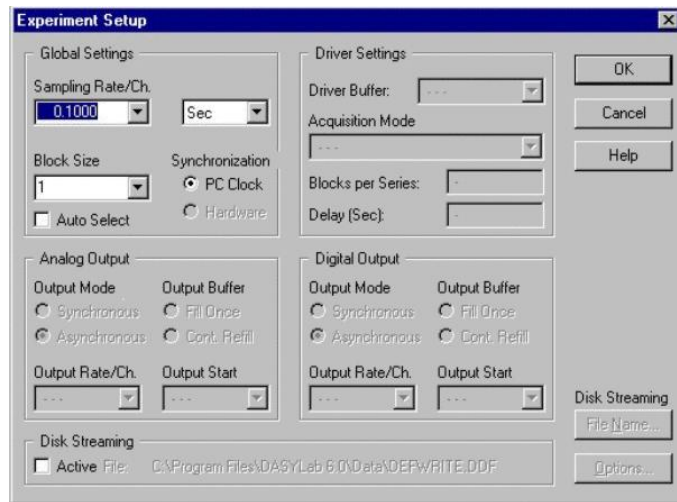 Experiment Setup
Global Settings
Sampling Rate/Ch.
0.1000
Sec
Block Size
1
Auto Select
Synchronization
PC Clock
Hardware
Driver Settings
Driver Buffer: ---
Acquisition Mode
---
Blocks per Series: -
Delay (Sec): -
OK
Cancel
Help
Analog Output
Output Mode
Synchronous
Asynchronous
Output Buffer
Fill Once
Cont. Refill
Output Rate/Ch.
---
Output Start
---
Digital Output
Output Mode
Synchronous
Asynchronous
Output Buffer
Fill Once
Cont. Refill
Output Rate/Ch.
---
Output Start
---
Disk Streaming
File Name...
Options...
Disk Streaming
Active File: C:\Program Files\DASYLab 6.0\Data\DEFWRITE.DDF